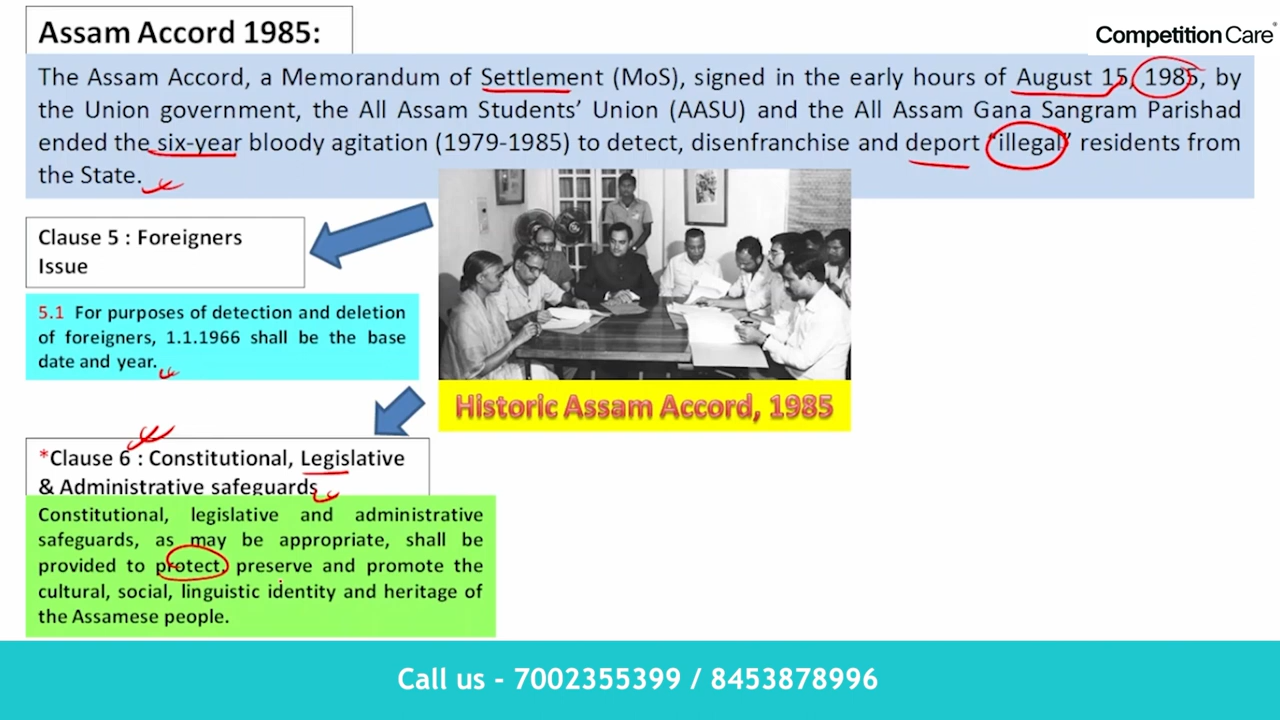 Assam Accord 1985:
Competition Care
The Assam Accord, a Memorandum of Settlement (MoS), signed in the early hours of August 15, 1985, by
the Union government, the All Assam Students’ Union (AASU) and the All Assam Gana Sangram Parishad
ended the six-year bloody agitation (1979-1985) to detect, disenfranchise and deport “illegal” residents from
the State.
Clause 5 : Foreigners
Issue
5.1 For purposes of detection and deletion
of foreigners, 1.1.1966 shall be the base
date and year.
Historic Assam Accord, 1985
*Clause 6 : Constitutional, Legislative
& Administrative safeguards
Constitutional, legislative and administrative
safeguards, as may be appropriate, shall be
provided to protect, preserve and promote the
cultural, social, linguistic identity and heritage of
the Assamese people.
Call us - 7002355399 / 8453878996